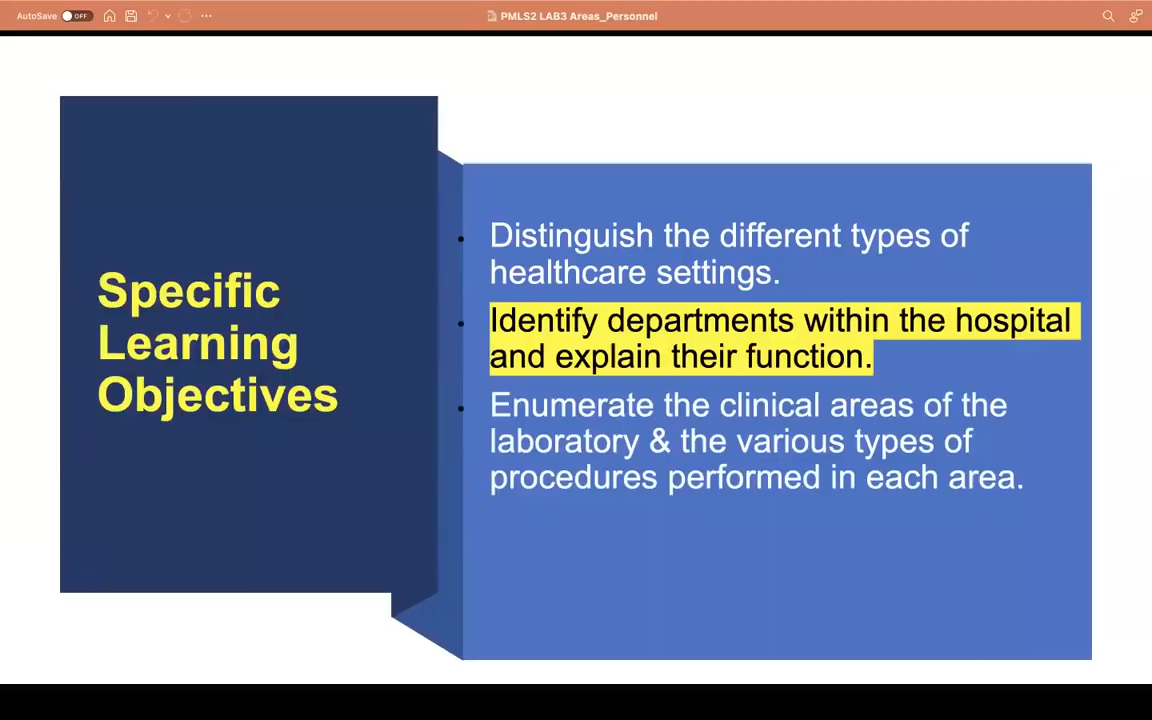 AutoSave OFF
PMLS2 LAB3 Areas_Personnel
Specific
Learning
Objectives
• Distinguish the different types of
healthcare settings.
• Identify departments within the hospital
and explain their function.
• Enumerate the clinical areas of the
laboratory & the various types of
procedures performed in each area.